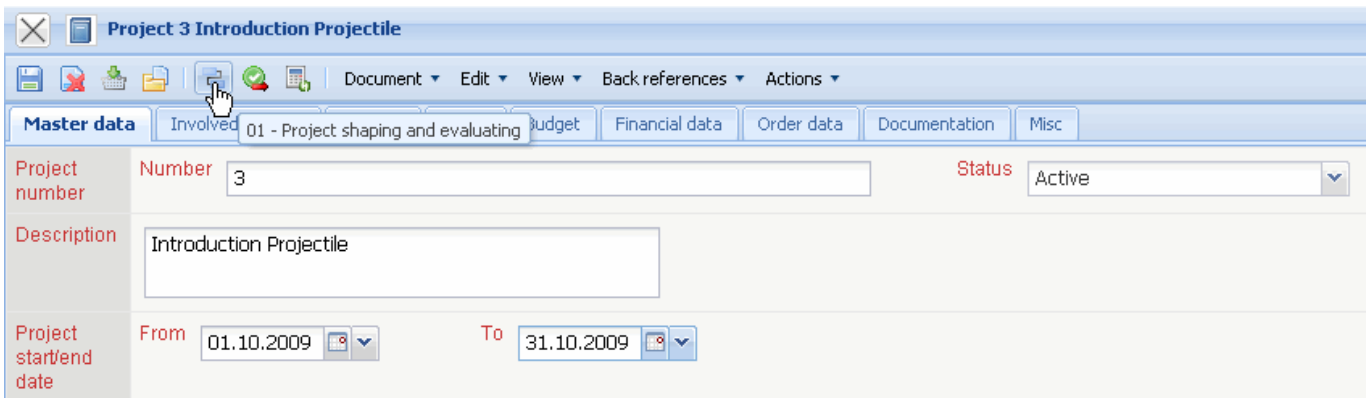 Project 3 Introduction Projectile
Document Edit View Back references Actions
Master data Involved Budget Financial data Order data Documentation Misc
01 - Project shaping and evaluating
Project number Number 3 Status Active
Description Introduction Projectile
Project start/end date From 01.10.2009 To 31.10.2009